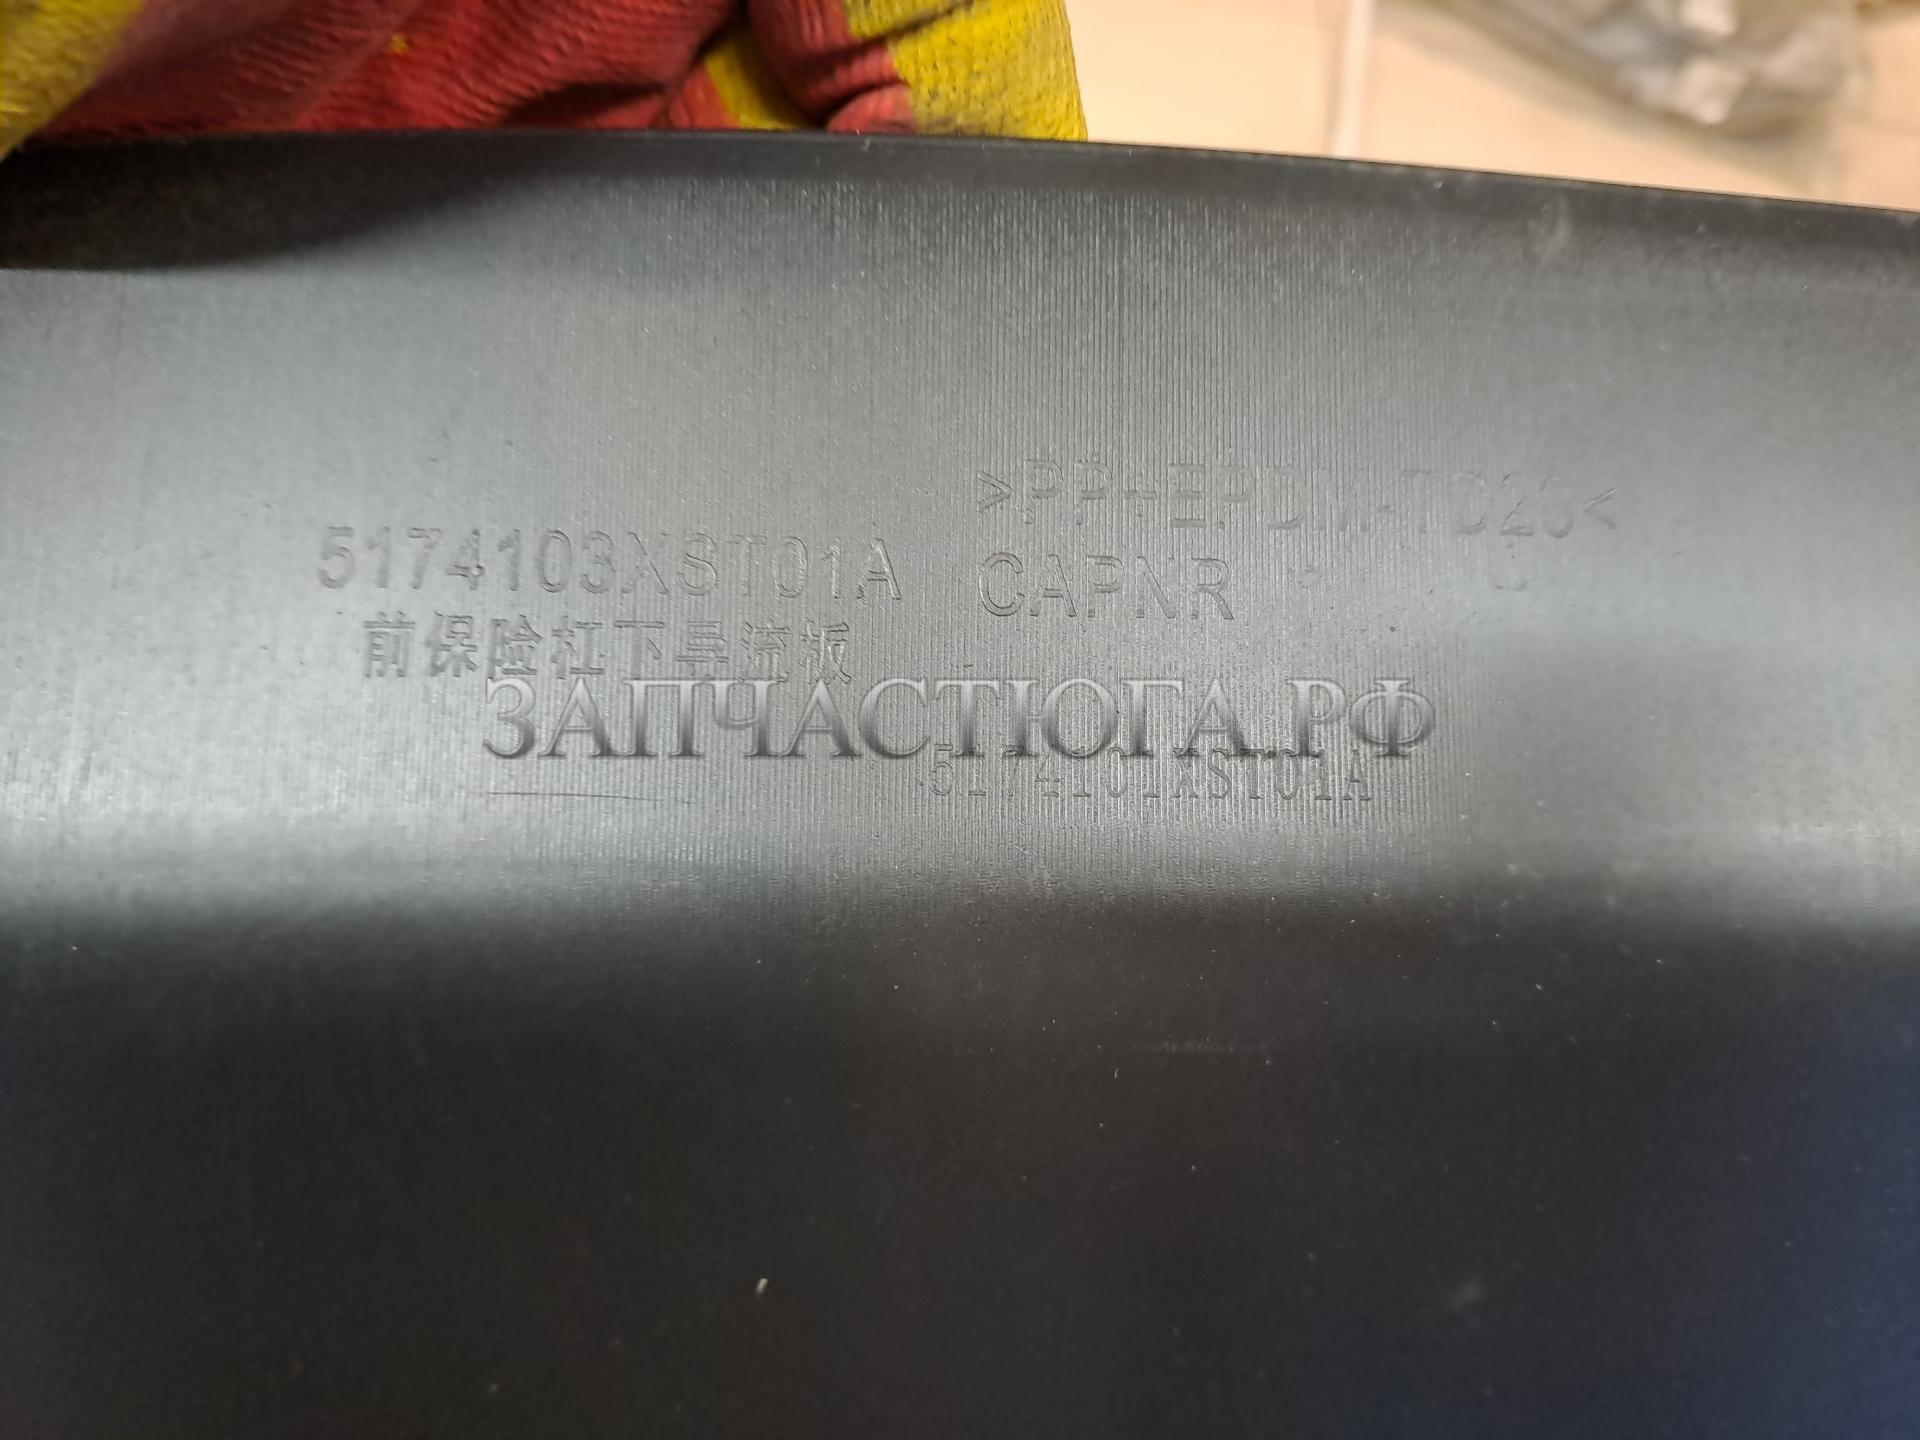 >PP+EPDM-TD20<
5174103XST01A
CAPNR
前保险杠下导流板
ЗАПЧАСТЮГА.РФ
5174101XST01A